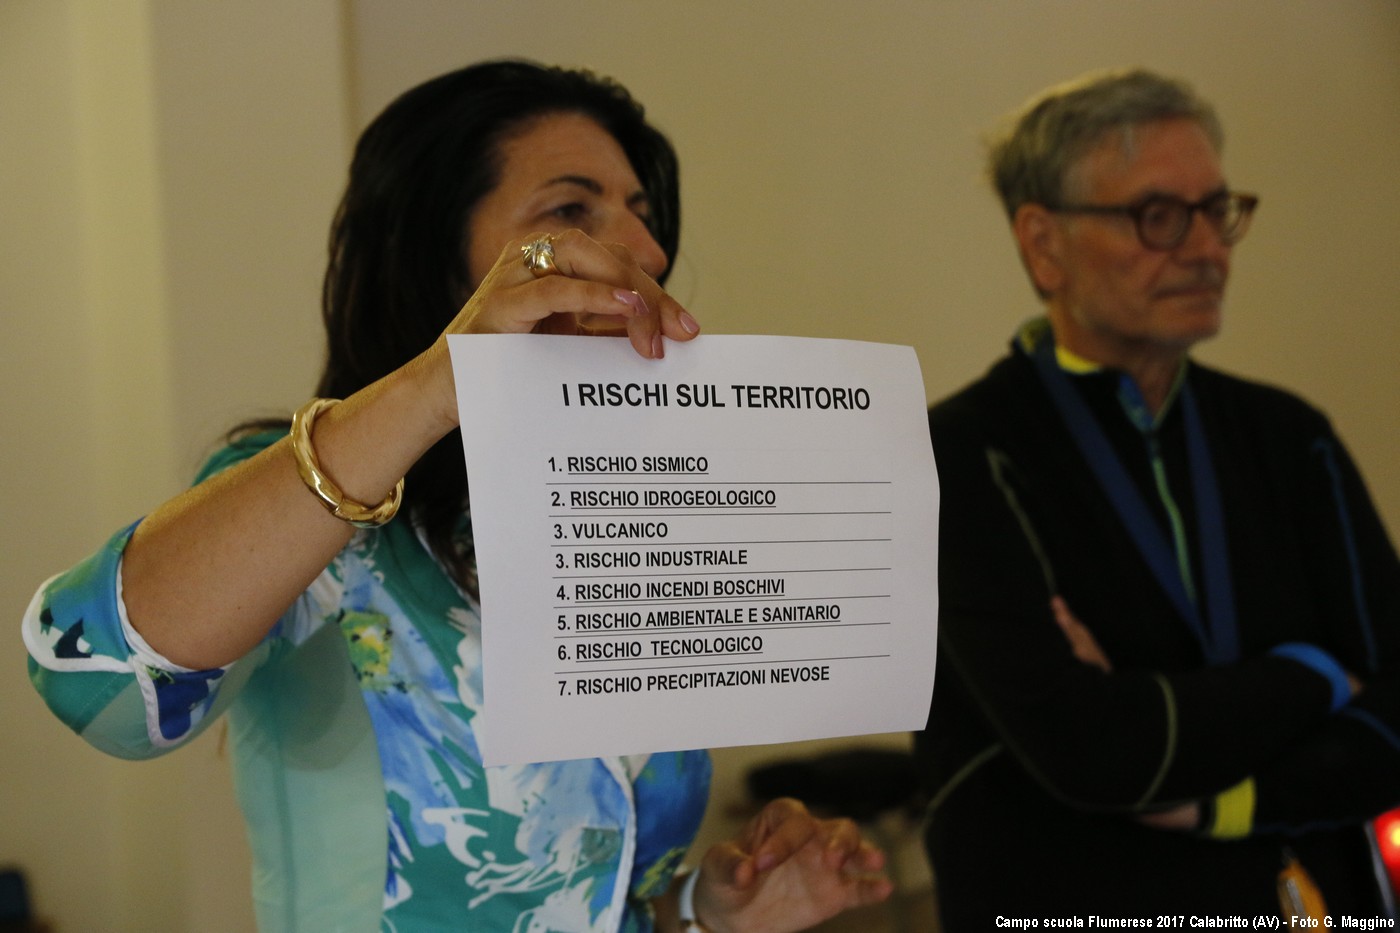 I RISCHI SUL TERRITORIO
1. RISCHIO SISMICO
2. RISCHIO IDROGEOLOGICO
3. VULCANICO
3. RISCHIO INDUSTRIALE
4. RISCHIO INCENDI BOSCHIVI
5. RISCHIO AMBIENTALE E SANITARIO
6. RISCHIO TECNOLOGICO
7. RISCHIO PRECIPITAZIONI NEVOSE
Campo scuola Flumerese 2017 Calabritto (AV) - Foto G. Maggino